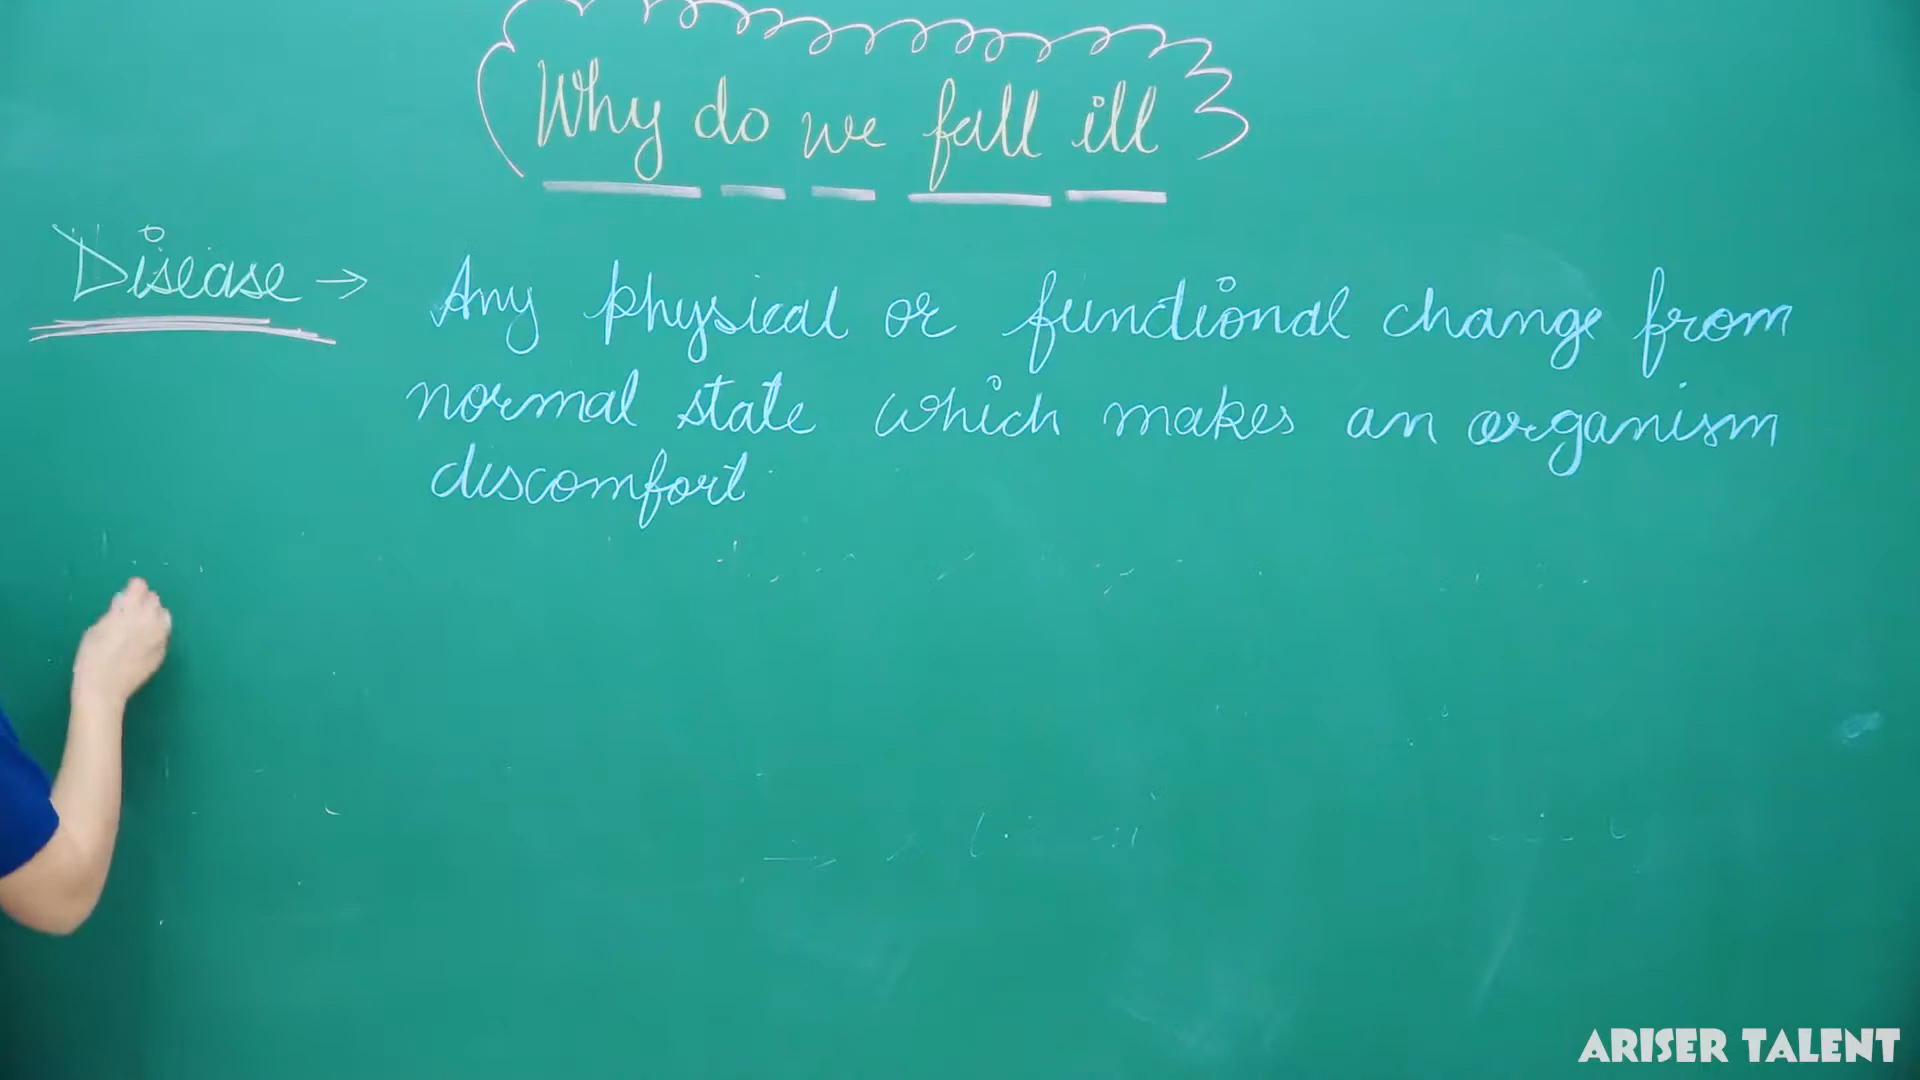 Why do we fall ill
Disease → Any physical or functional change from
normal state which makes an organism
discomfort
ARISER TALENT